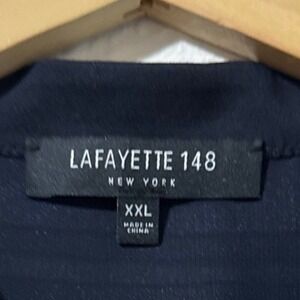 LAFAYETTE 148
NEW YORK
XXL
MADE IN
CHINA